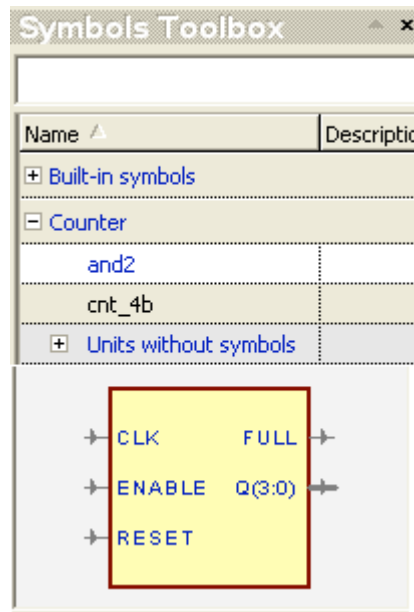 Symbols Toolbox
Name Descriptio
Built-in symbols
Counter
and2
cnt_4b
Units without symbols
CLK FULL
ENABLE Q(3:0)
RESET